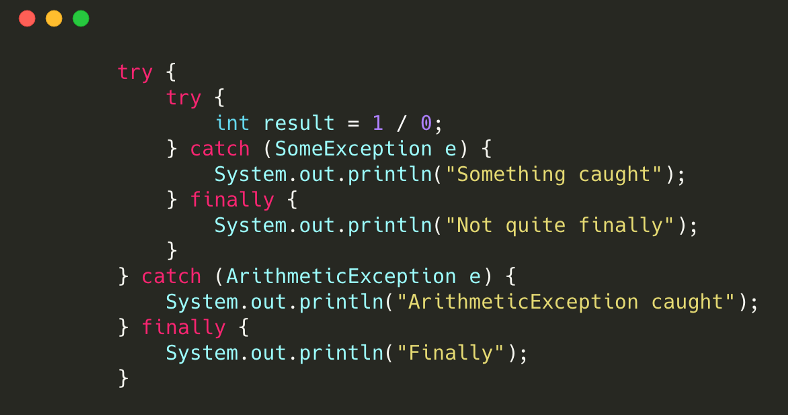 try {
    try {
        int result = 1 / 0;
    } catch (SomeException e) {
        System.out.println("Something caught");
    } finally {
        System.out.println("Not quite finally");
    }
} catch (ArithmeticException e) {
    System.out.println("ArithmeticException caught");
} finally {
    System.out.println("Finally");
}